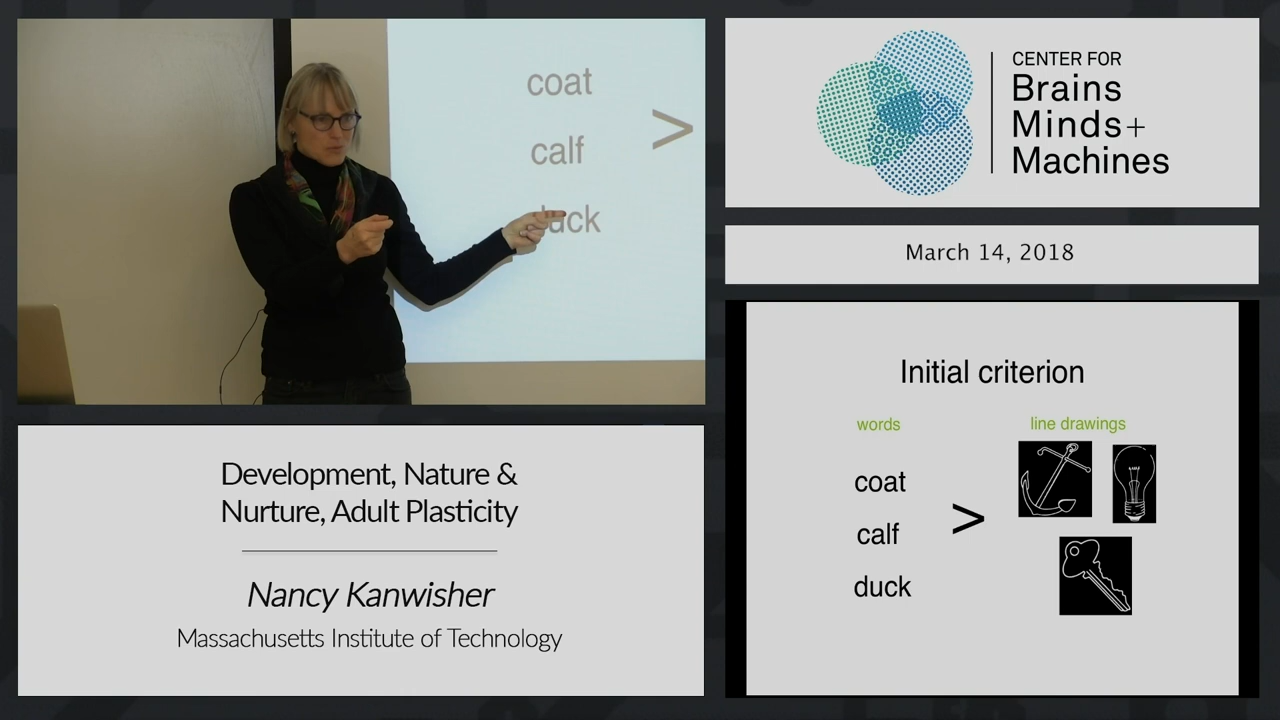 coat
calf
>
duck
CENTER FOR
Brains
Minds+
Machines
March 14, 2018
Development, Nature &
Nurture, Adult Plasticity
Nancy Kanwisher
Massachusetts Institute of Technology
Initial criterion
words
line drawings
coat
calf
>
duck